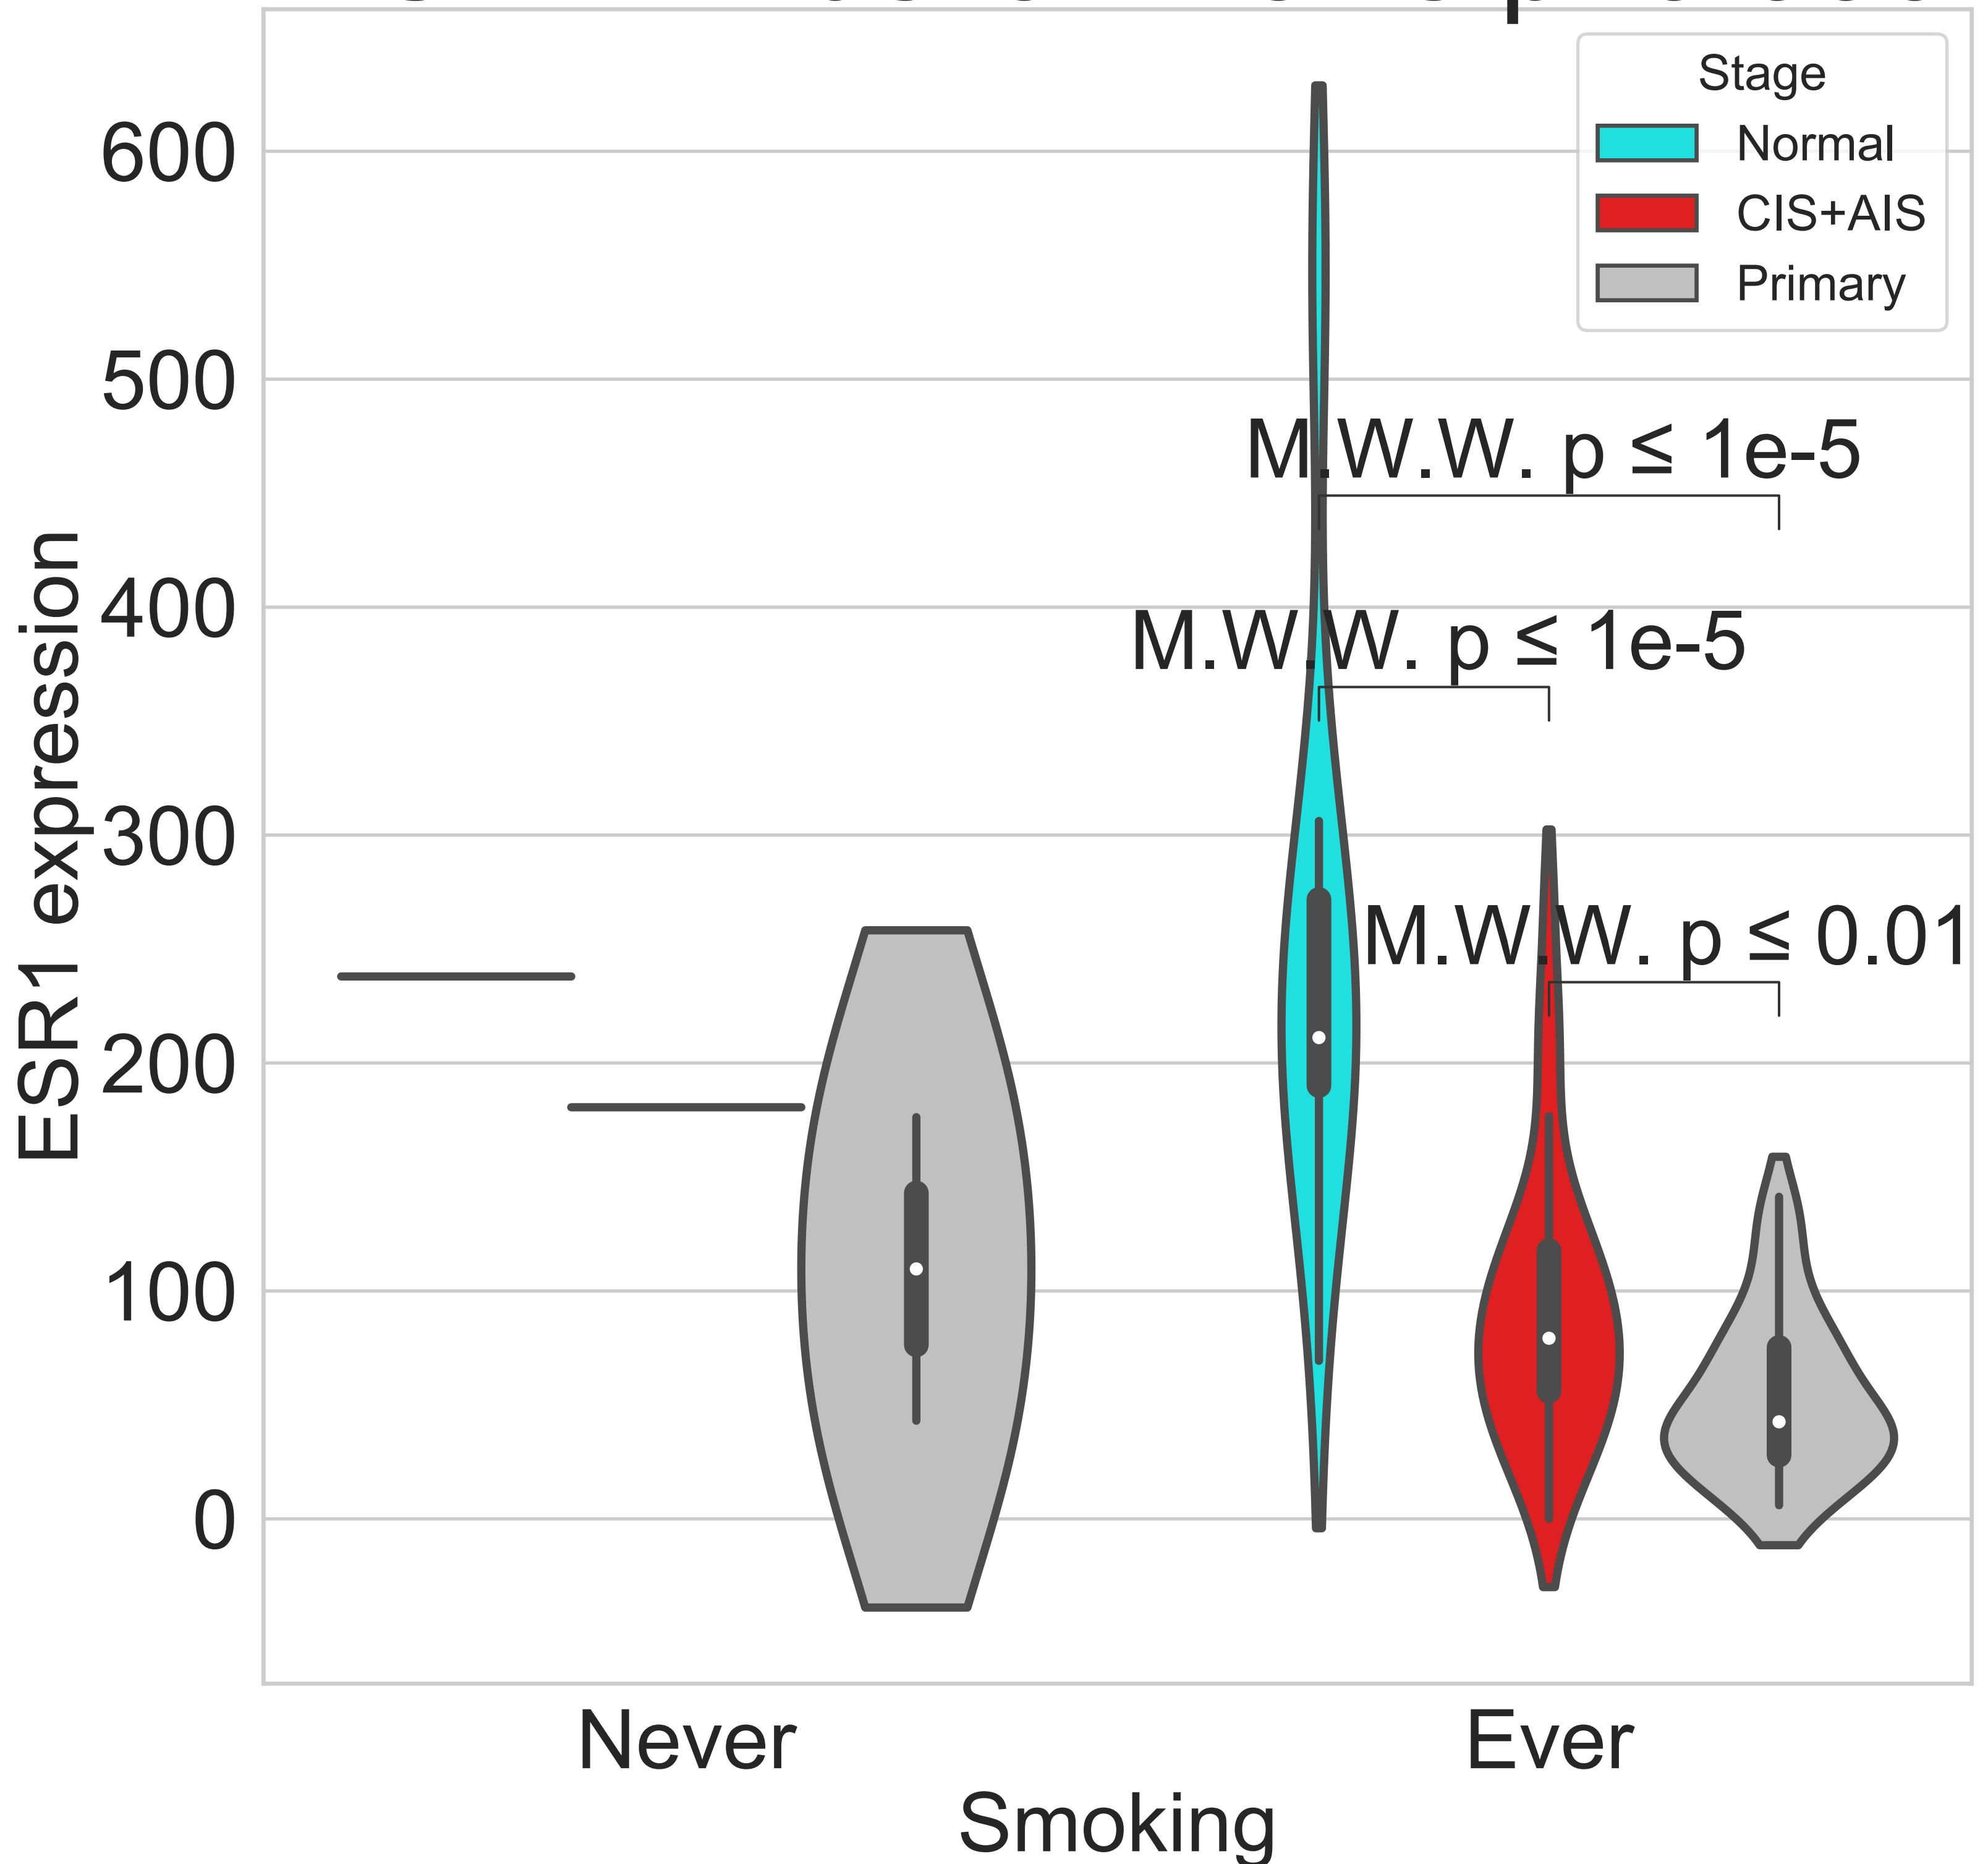 Stage
Normal
CIS+AIS
Primary
M.W.W. p ≤ 1e-5
M.W.W. p ≤ 1e-5
M.W.W. p ≤ 0.01
ESR1 expression
600
500
400
300
200
100
0
Never
Ever
Smoking